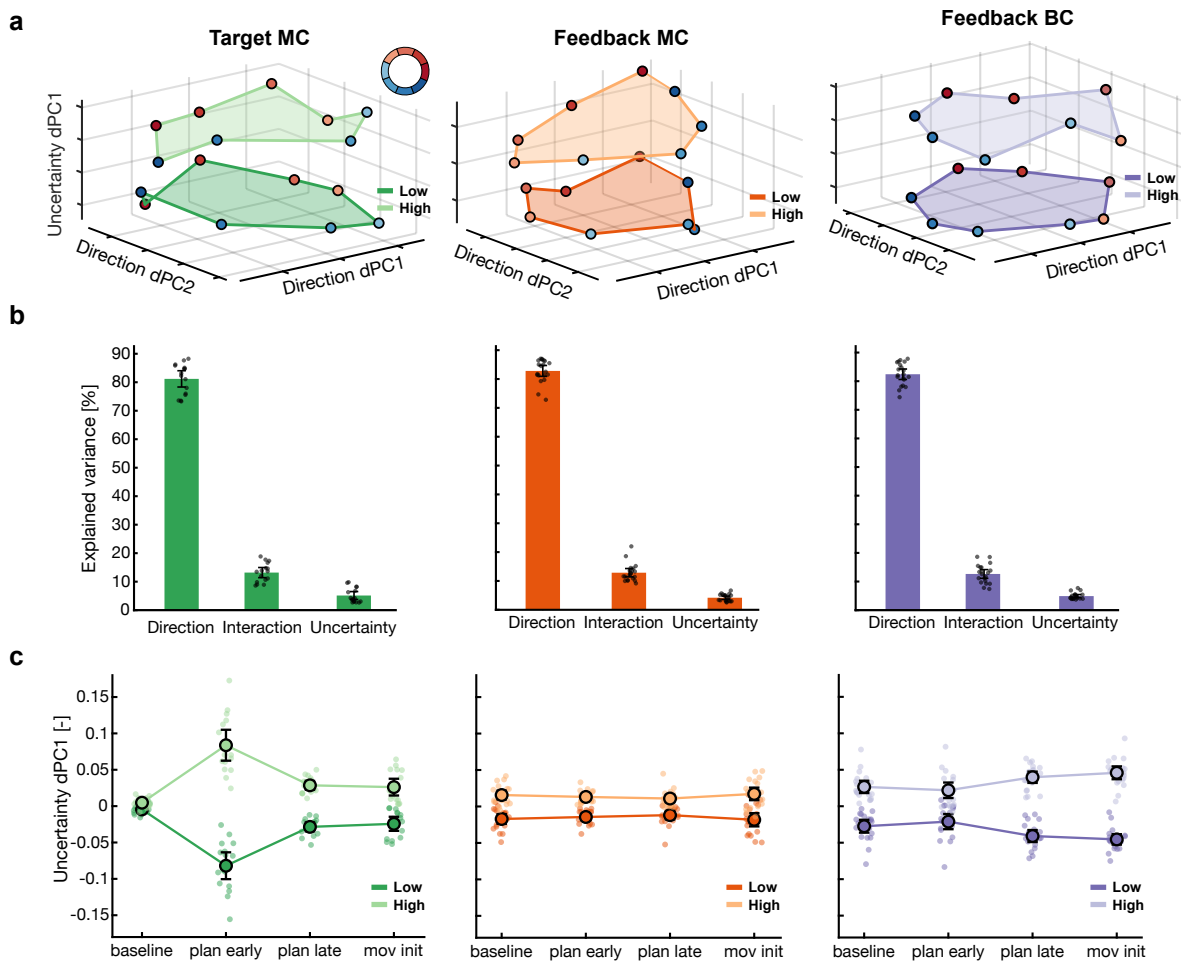 a
Target MC
Feedback MC
Feedback BC
Uncertainty dPC1
Direction dPC2
Direction dPC1
Low
High
Direction dPC2
Direction dPC1
Low
High
Direction dPC2
Direction dPC1
Low
High
b
Explained variance [%]
90
80
70
60
50
40
30
20
10
0
Direction Interaction Uncertainty
Direction Interaction Uncertainty
Direction Interaction Uncertainty
c
Uncertainty dPC1 [-]
0.15
0.1
0.05
0
-0.05
-0.1
-0.15
Low
High
Low
High
Low
High
baseline plan early plan late mov init
baseline plan early plan late mov init
baseline plan early plan late mov init